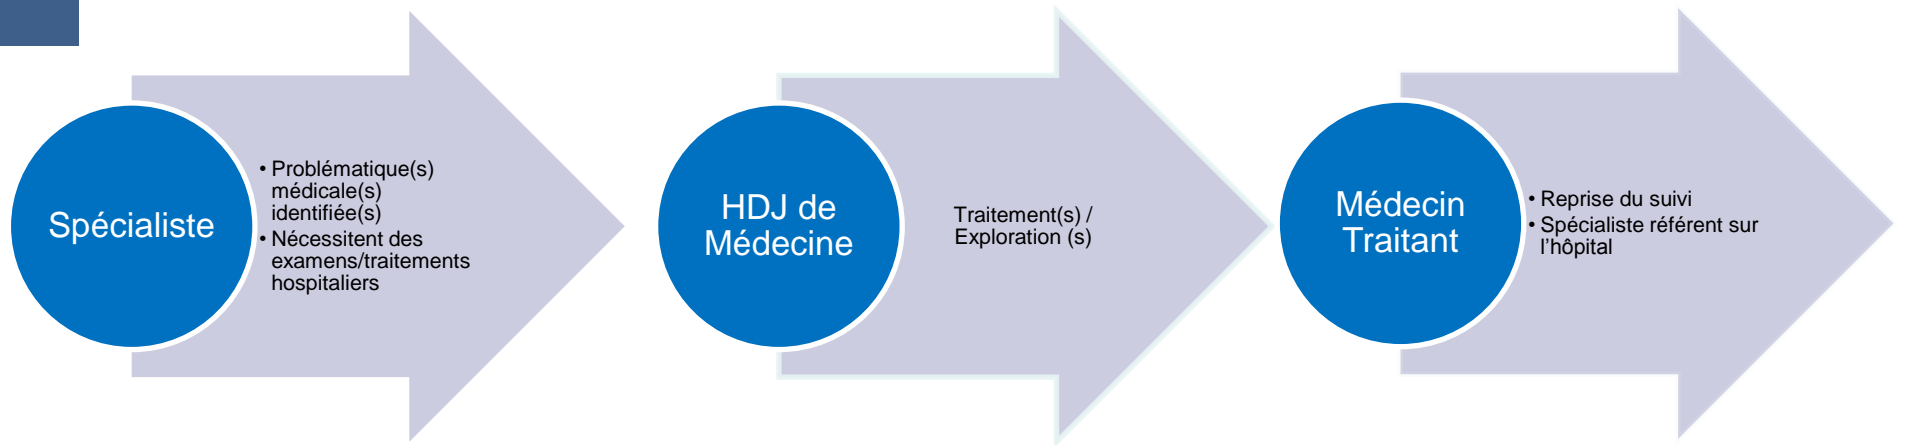 Spécialiste
• Problématique(s)
médicale(s)
identifiée(s)
• Nécessitent des
examens/traitements
hospitaliers
HDJ de
Médecine
Traitement(s) /
Exploration (s)
Médecin
Traitant
• Reprise du suivi
• Spécialiste référent sur
l’hôpital